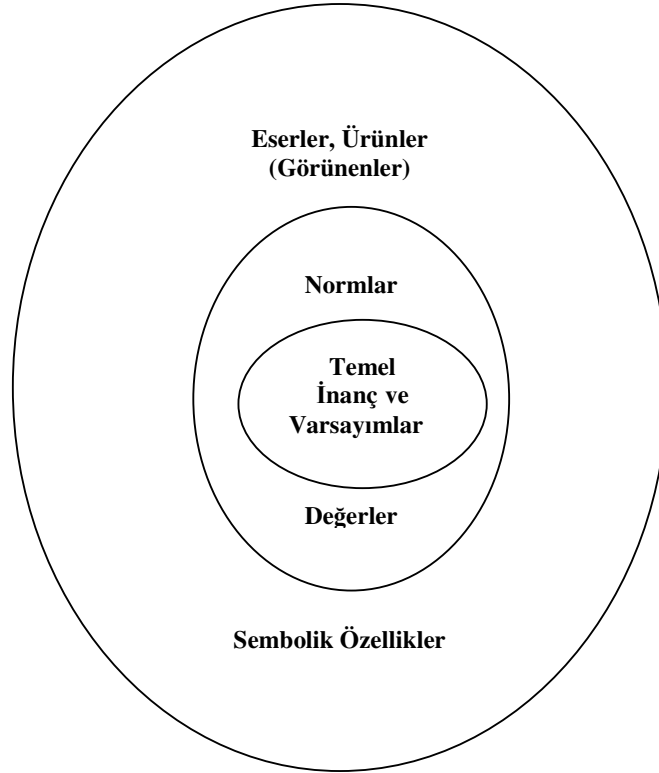 Eserler, Ürünler
(Görünenler)
Normlar
Temel
İnanç ve
Varsayımlar
Değerler
Sembolik Özellikler